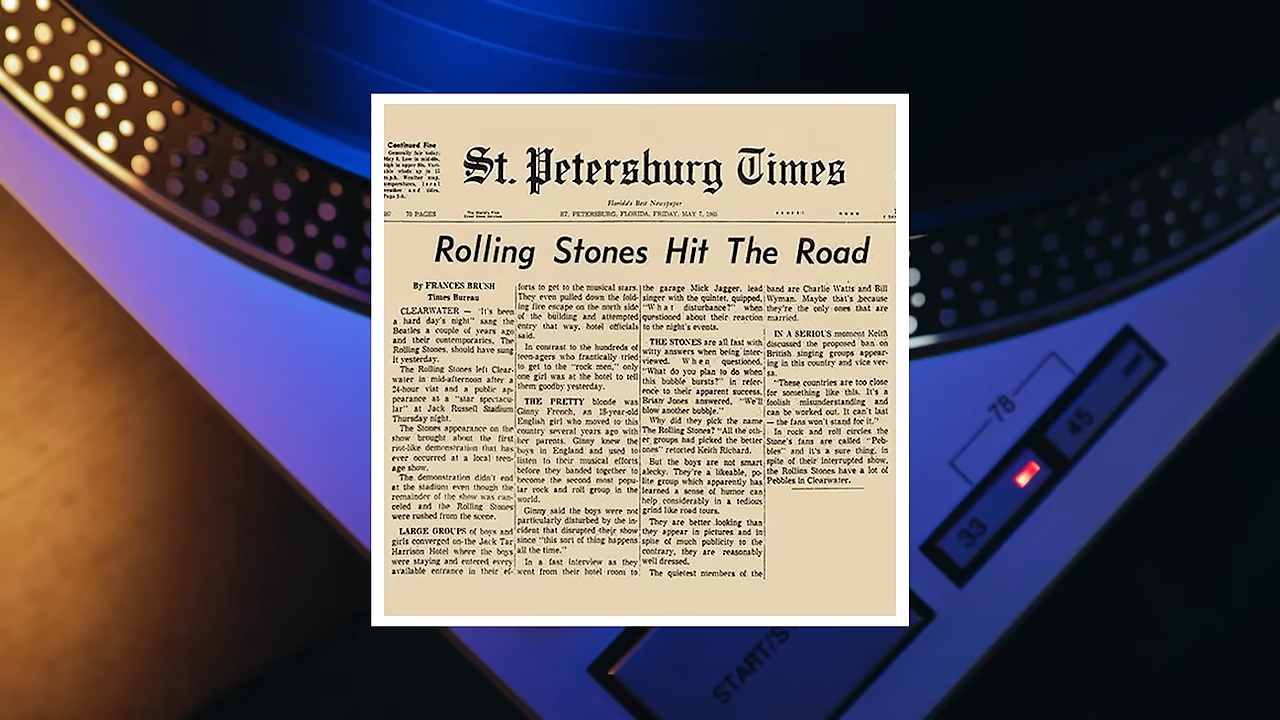 Continued Fine
Generally fair today,
St. Petersburg Times
Florida's Best Newspaper
70 PAGES
ST. PETERSBURG, FLORIDA, FRIDAY, MAY 7, 1965
Rolling Stones Hit The Road
By FRANCES BRUSH
Times Bureau
CLEARWATER — "It's been
a hard day's night" sang the
Beatles a couple of years ago
and their contemporaries, The
Rolling Stones, should have sung
it yesterday.
The Rolling Stones left Clear-
water in mid-afternoon after a
24-hour vist and a public ap-
pearance at a "star spectacu-
lar" at Jack Russell Stadium
Thursday night.
The Stones appearance on the
show brought about the first
riot-like demonstration that has
ever occurred at a local teen-
age show.
The demonstration didn't end
at the stadium even though the
remainder of the show was can-
celed and the Rolling Stones
were rushed from the scene.
LARGE GROUPS of boys and
girls converged on the Jack Tar
Harrison Hotel where the boys
were staying and entered every
available entrance in their ef-
forts to get to the musical stars.
They even pulled down the fold-
ing fire escape on the north side
of the building and attempted
entry that way, hotel officials
said.
In contrast to the hundreds of
teen-agers who frantically tried
to get to the "rock men," only
one girl was at the hotel to tell
them goodby yesterday.
THE PRETTY blonde was
Ginny French, an 18-year-old
English girl who moved to this
country several years ago with
her parents. Ginny knew the
boys in England and used to
listen to their musical efforts
before they banded together to
become the second most popu-
lar rock and roll group in the
world.
Ginny said the boys were not
particularly disturbed by the in-
cident that disrupted their show
since "this sort of thing happens
all the time."
In a fast interview as they
went from their hotel room to
the garage Mick Jagger, lead
singer with the quintet, quipped,
"What disturbance?" when
questioned about their reaction
to the night's events.
THE STONES are all fast with
witty answers when being inter-
viewed. When questioned,
"What do you plan to do when
this bubble bursts?" in refer-
ence to their apparent success,
Brian Jones answered, "We'll
blow another bubble."
Why did they pick the name
The Rolling Stones? "All the oth-
er groups had picked the better
ones" retorted Keith Richard.
But the boys are not smart
alecky. They're a likeable, po-
lite group which apparently has
learned a sense of humor can
help considerably in a tedious
grind like road tours.
They are better looking than
they appear in pictures and in
spite of much publicity to the
contrary, they are reasonably
well dressed.
The quietest members of the
band are Charlie Watts and Bill
Wyman. Maybe that's because
they're the only ones that are
married.
IN A SERIOUS moment Keith
discussed the proposed ban on
British singing groups appear-
ing in this country and vice ver-
sa.
"These countries are too close
for something like this. It's a
foolish misunderstanding and
can be worked out. It can't last
— the fans won't stand for it."
In rock and roll circles the
Stone's fans are called "Peb-
bles" and it's a sure thing, in
spite of their interrupted show,
the Rollins Stones have a lot of
Pebbles in Clearwater.
78
45
33
START/S